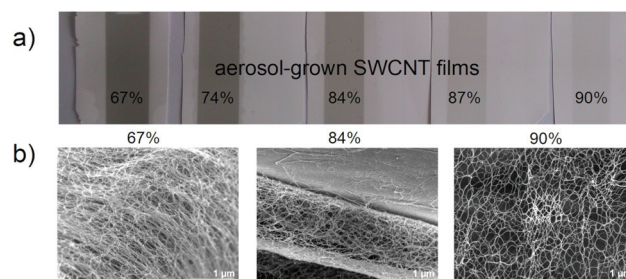 a)
aerosol-grown SWCNT films
67% 74% 84% 87% 90%
67% 84% 90%
b)
1 µm 1 µm 1 µm